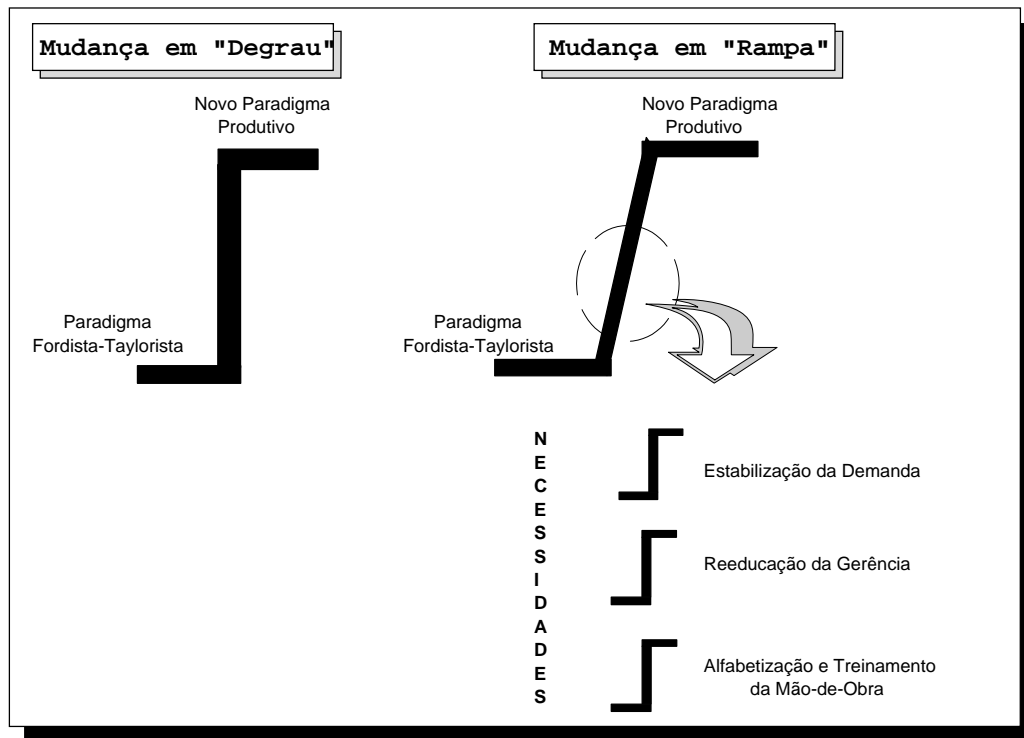 Mudança em "Degrau"
Novo Paradigma
Produtivo
Paradigma
Fordista-Taylorista
Mudança em "Rampa"
Novo Paradigma
Produtivo
Paradigma
Fordista-Taylorista
N
E
C
E
S
S
I
D
A
D
E
S
Estabilização da Demanda
Reeducação da Gerência
Alfabetização e Treinamento
da Mão-de-Obra